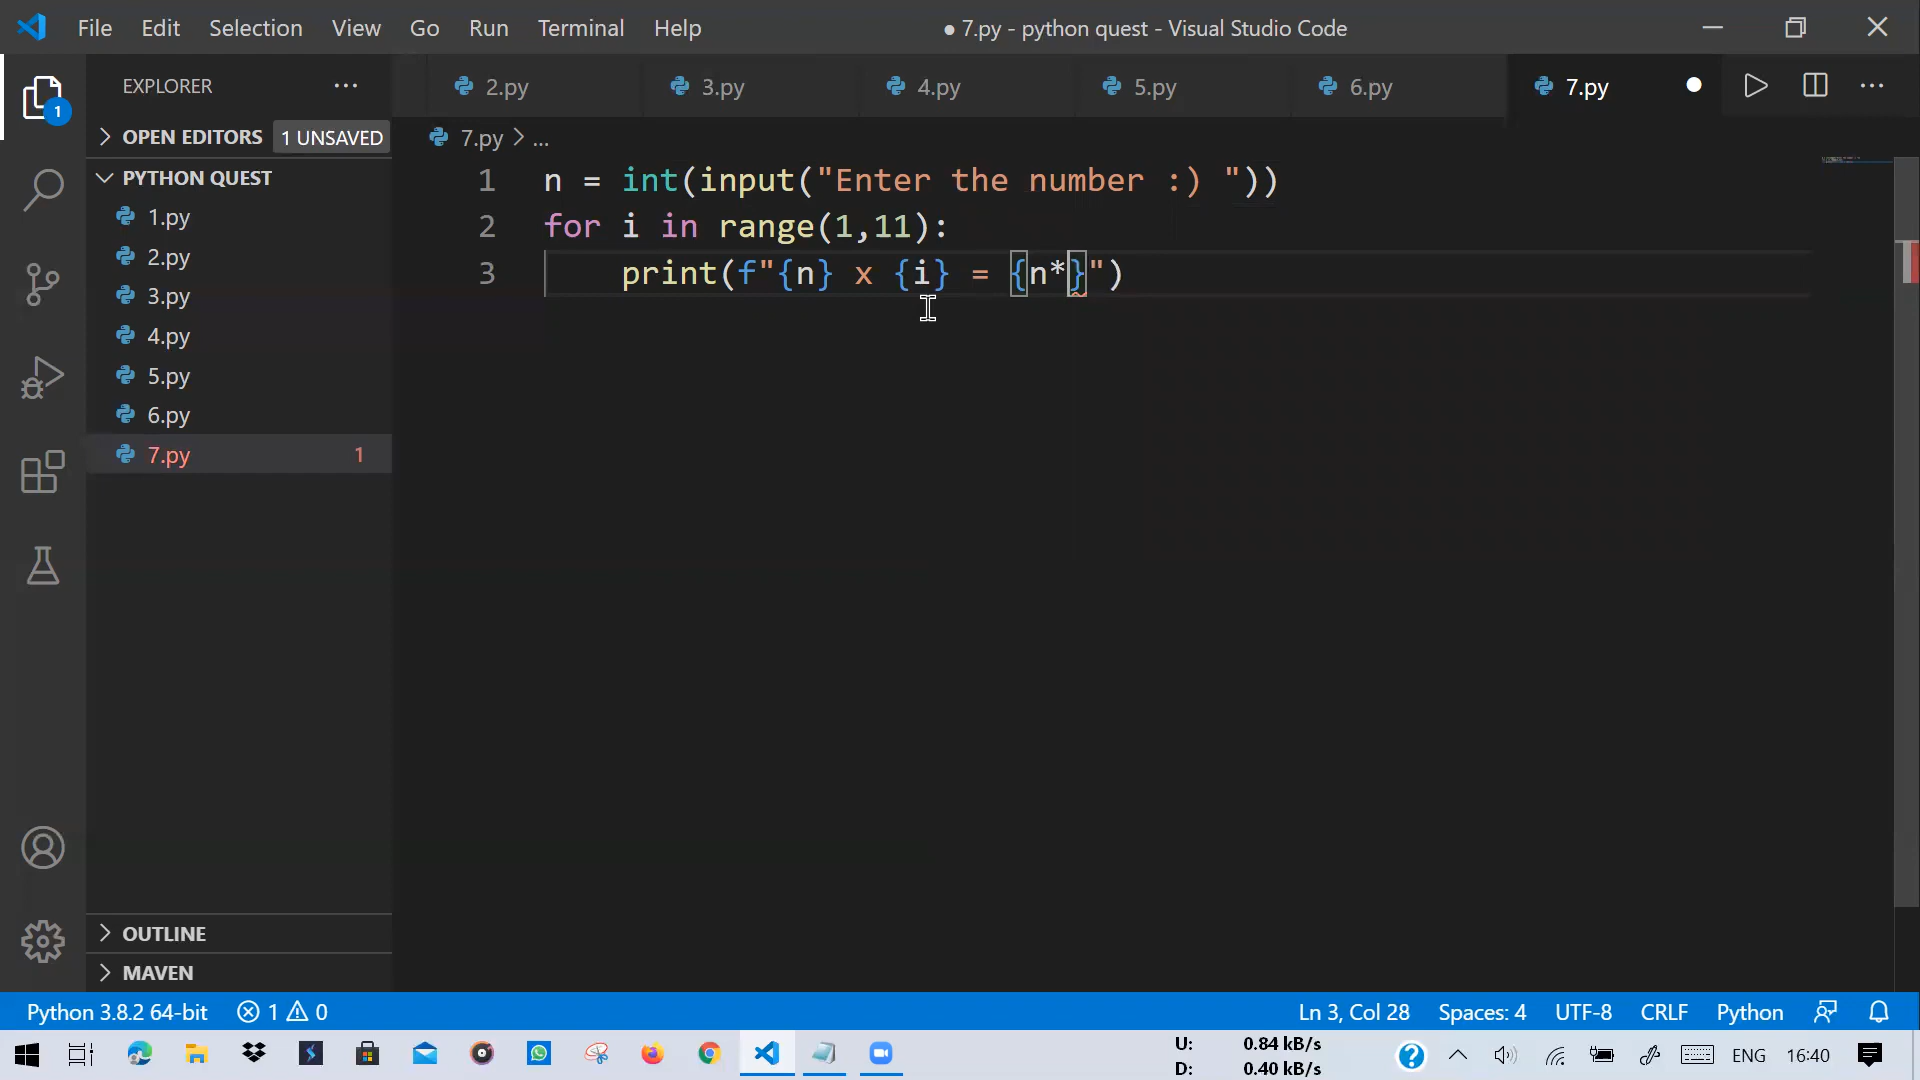 File Edit Selection View Go Run Terminal Help ● 7.py - python quest - Visual Studio Code
EXPLORER ··· 2.py 3.py 4.py 5.py 6.py 7.py ● ···
1
OPEN EDITORS 1 UNSAVED
7.py > ...
PYTHON QUEST
1 n = int(input("Enter the number :) "))
2 for i in range(1,11):
3 print(f"{n} x {i} = {n*}")
1.py
2.py
3.py
4.py
5.py
6.py
7.py 1
OUTLINE
MAVEN
Python 3.8.2 64-bit 1 0 Ln 3, Col 28 Spaces: 4 UTF-8 CRLF Python
U: 0.84 kB/s
D: 0.40 kB/s
ENG 16:40